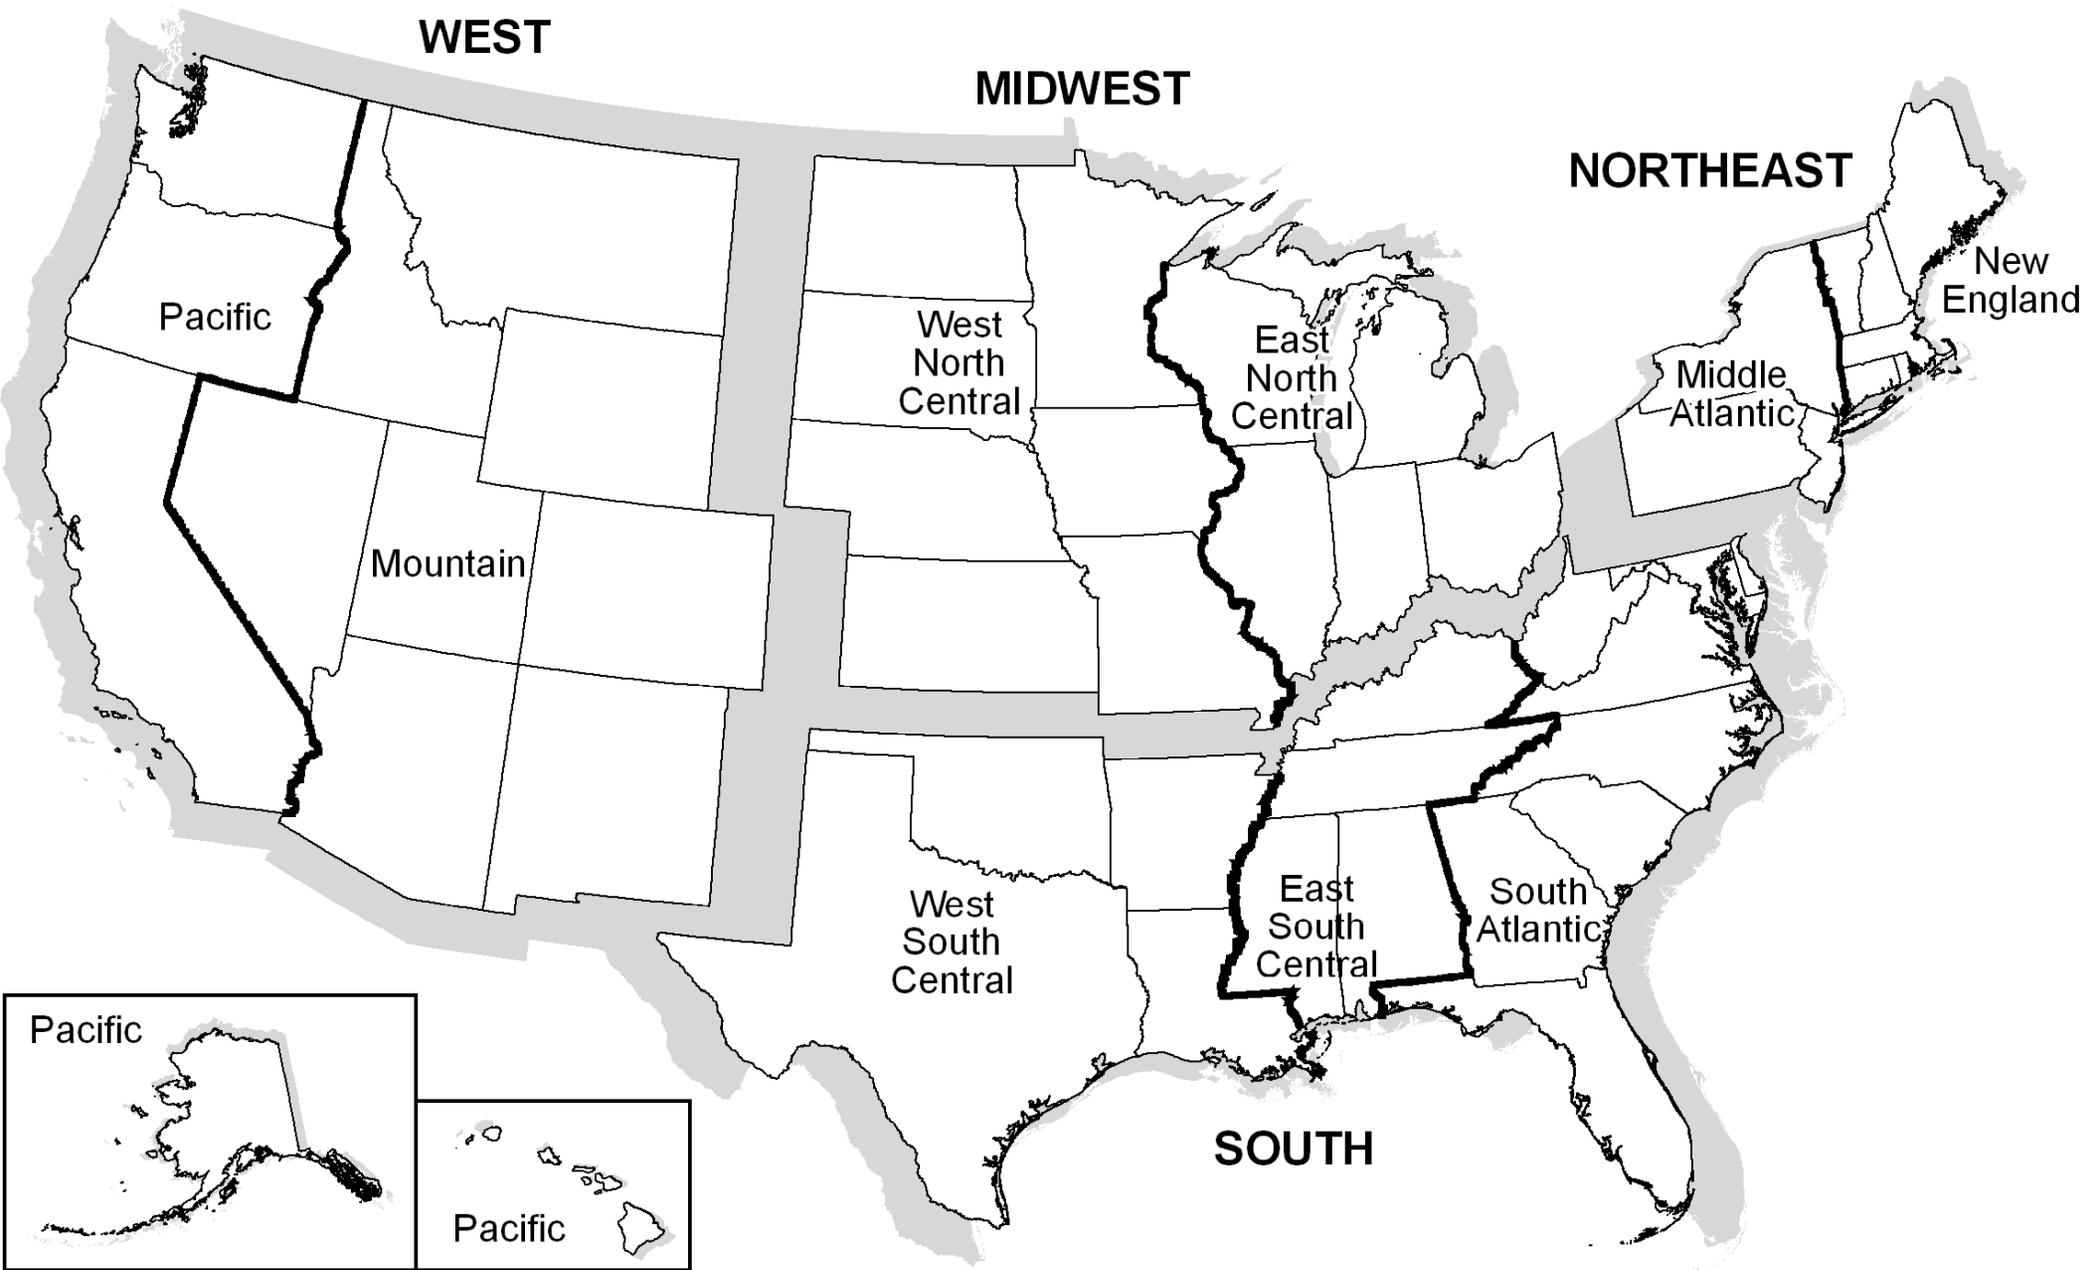 WEST
MIDWEST
NORTHEAST
New
England
Pacific
West
North
Central
East
North
Central
Middle
Atlantic
Mountain
West
South
Central
East
South
Central
South
Atlantic
Pacific
Pacific
SOUTH